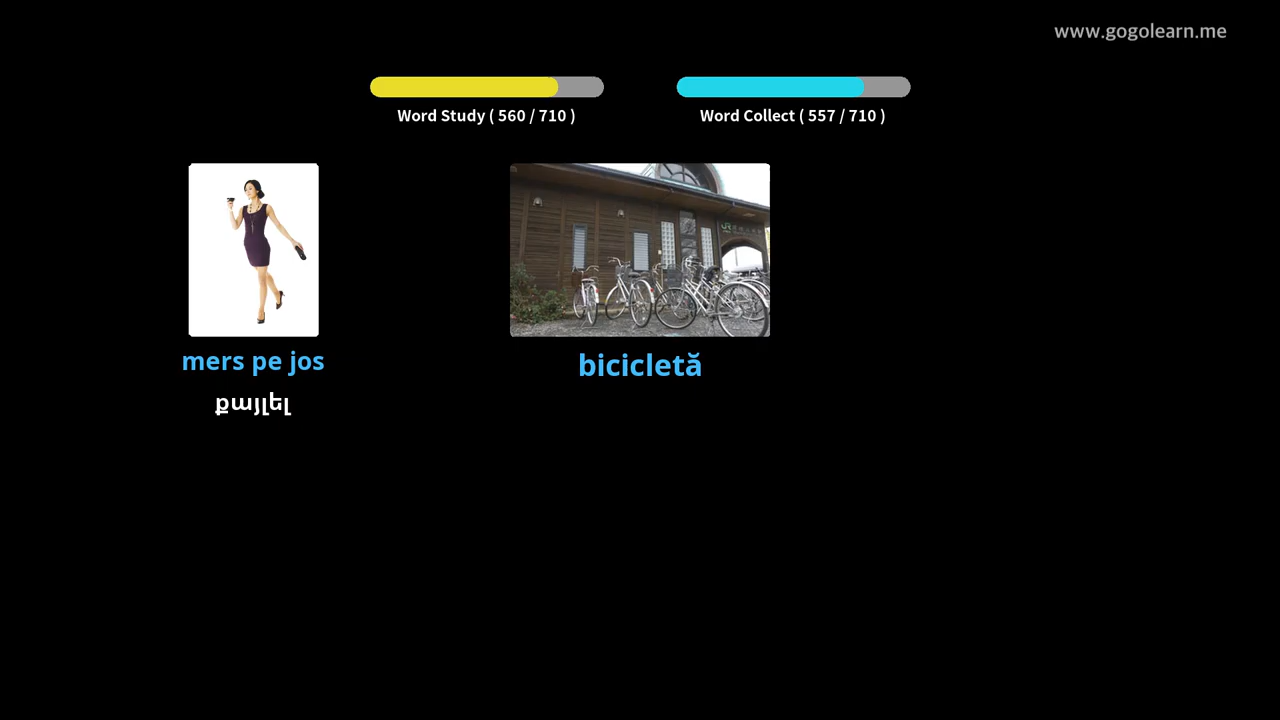 www.gogolearn.me
Word Study ( 560 / 710 )
Word Collect ( 557 / 710 )
mers pe jos
քայլել
bicicletă